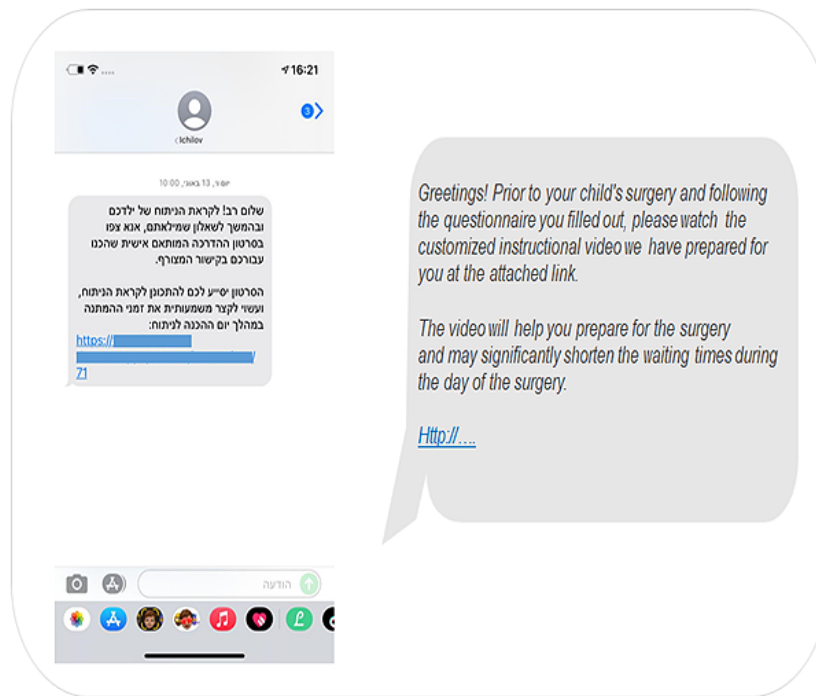 16:21
3
Ichilov
יום ו׳, 13 באוג׳, 10:00
שלום רב! לקראת הניתוח של ילדכם
ובהמשך לשאלון שמילאתם, אנא צפו
בסרטון ההדרכה המותאם אישית שהכנו
עבורכם בקישור המצורף.
הסרטון יסייע לכם להתכונן לקראת הניתוח,
ועשוי לקצר משמעותית את זמני ההמתנה
במהלך יום ההכנה לניתוח:
https://
/
71
הודעה
Greetings! Prior to your child's surgery and following
the questionnaire you filled out, please watch the
customized instructional video we have prepared for
you at the attached link.
The video will help you prepare for the surgery
and may significantly shorten the waiting times during
the day of the surgery.
Http://....